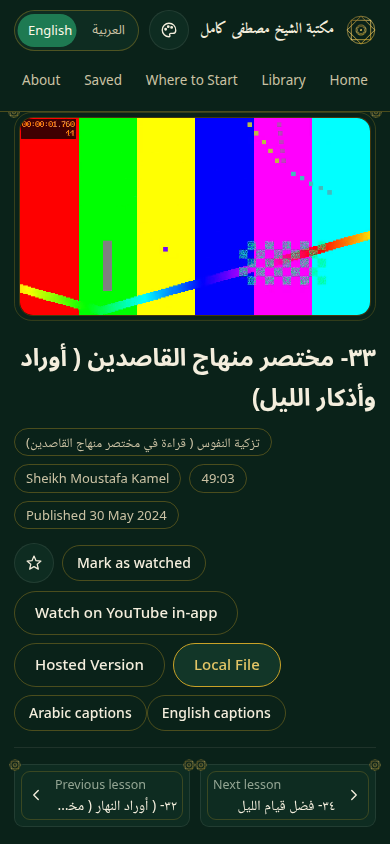 English
العربية
مكتبة الشيخ مصطفى كامل
About
Saved
Where to Start
Library
Home
00:00:01.760
44
٣٣- مختصر منهاج القاصدين ( أوراد
وأذكار الليل)
تزكية النفوس ( قراءة في مختصر منهاج القاصدين)
Sheikh Moustafa Kamel
49:03
Published 30 May 2024
Mark as watched
Watch on YouTube in-app
Hosted Version
Local File
Arabic captions
English captions
Previous lesson
٣٢- ( أوراد النهار ( مخ...
Next lesson
٣٤- فضل قيام الليل